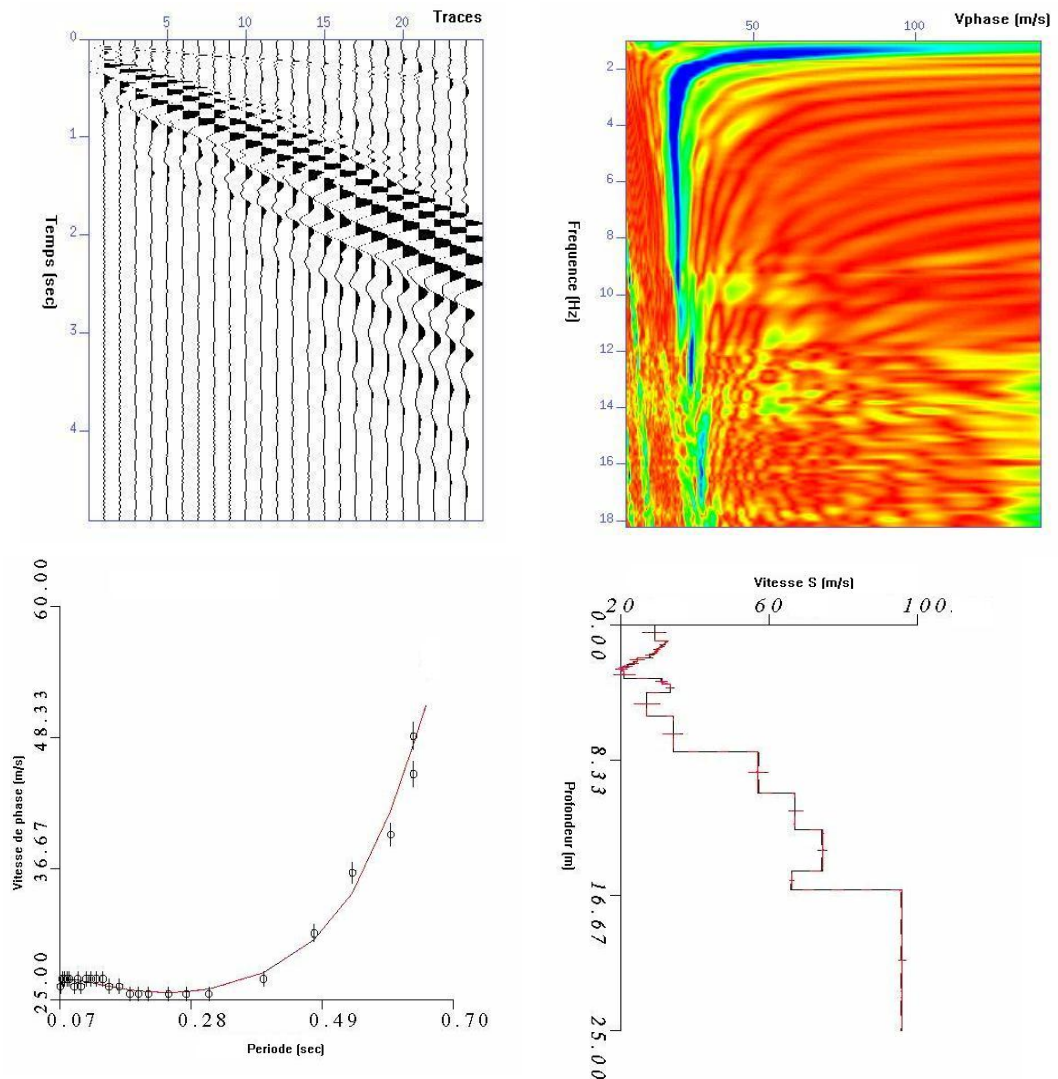 Traces
5 10 15 20
0
1
2
3
4
Temps (sec)
Vphase (m/s)
50 100
2
4
6
8
10
12
14
16
18
Frequence (Hz)
60.00
48.33
36.67
25.00
Vitesse de phase (m/s)
0.07 0.28 0.49 0.70
Periode (sec)
Vitesse S (m/s)
20 60 100.
0.00
8.33
16.67
25.00
Profondeur (m)